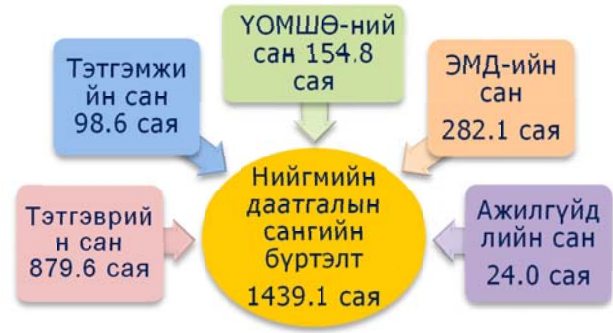 ҮОМШӨ-ний
сан 154.8
сая
Тэтгэмжи
йн сан
98.6 сая
ЭМД-ийн
сан
282.1 сая
Тэтгэврий
н сан
879.6 сая
Нийгмийн
даатгалын
сангийн
бүртэлт
1439.1 сая
Ажилгүйд
лийн сан
24.0 сая